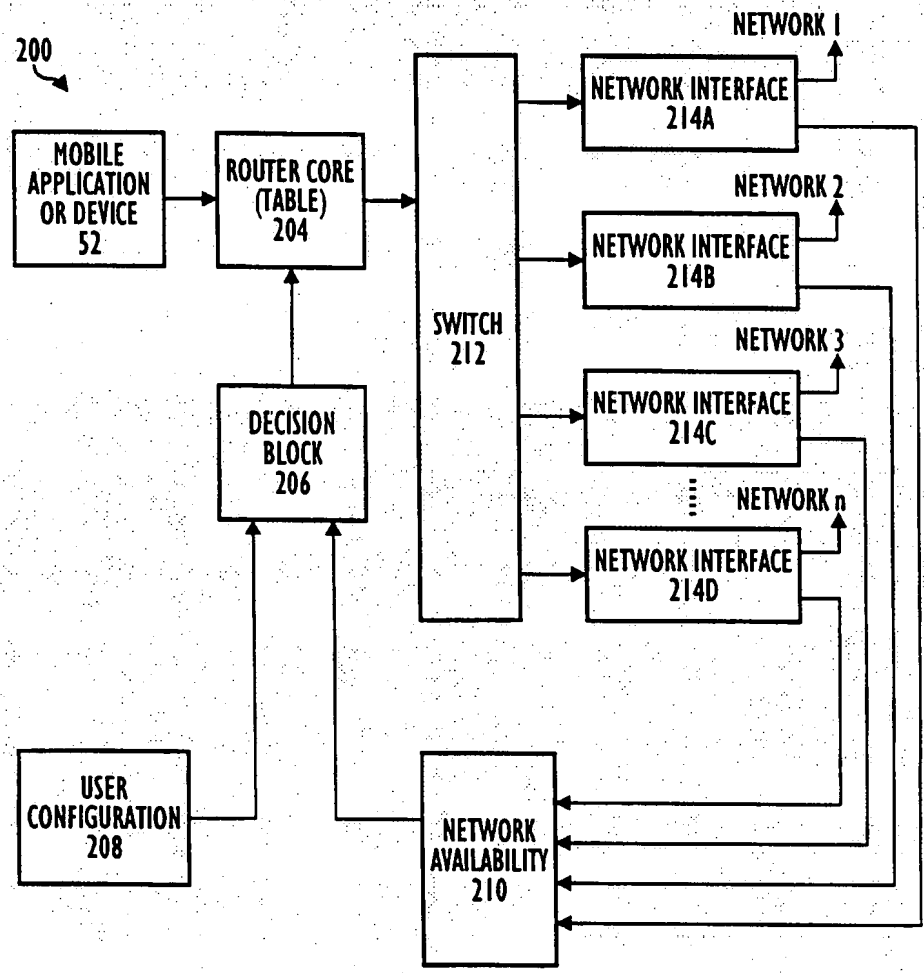 200
MOBILE
APPLICATION
OR DEVICE
52
ROUTER CORE
(TABLE)
204
SWITCH
212
NETWORK 1
NETWORK INTERFACE
214A
NETWORK 2
NETWORK INTERFACE
214B
NETWORK 3
NETWORK INTERFACE
214C
NETWORK n
NETWORK INTERFACE
214D
DECISION
BLOCK
206
USER
CONFIGURATION
208
NETWORK
AVAILABILITY
210